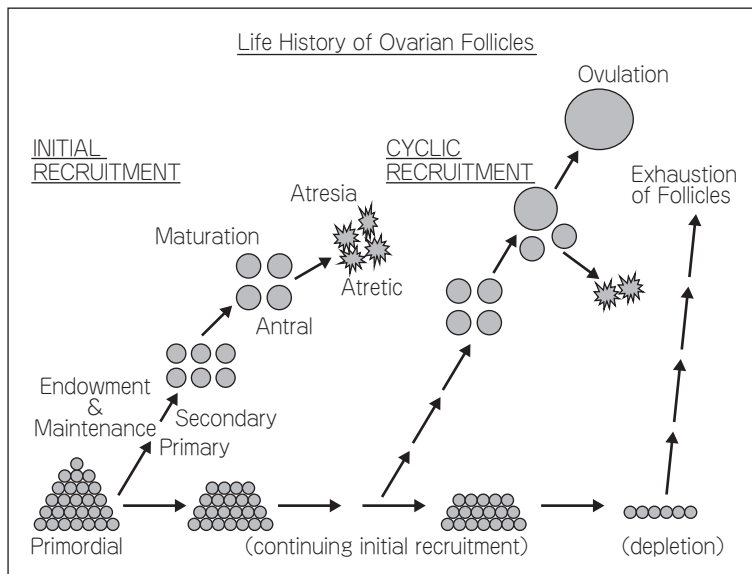 Life History of Ovarian Follicles
Ovulation
INITIAL
RECRUITMENT
CYCLIC
RECRUITMENT
Exhaustion
of Follicles
Atresia
Maturation
Atretic
Antral
Endowment
&
Maintenance
Secondary
Primary
Primordial
(continuing initial recruitment)
(depletion)